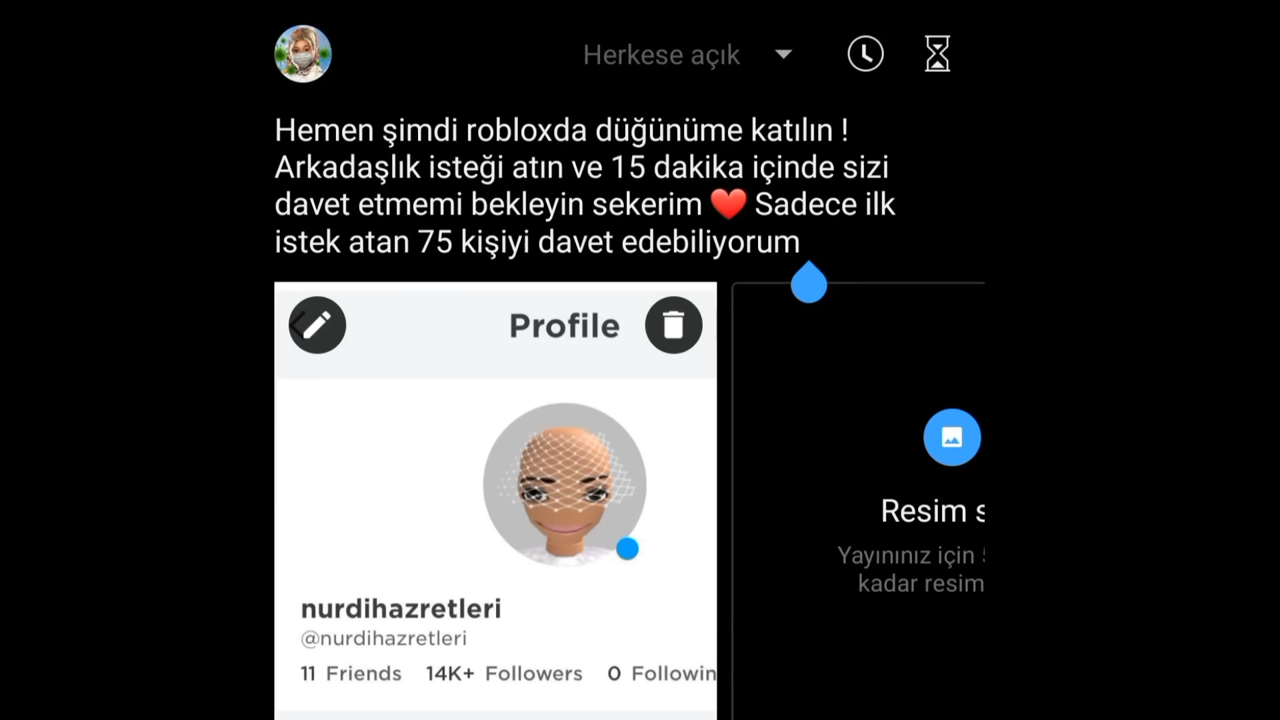 Herkese açık
Hemen şimdi robloxda düğünüme katılın !
Arkadaşlık isteği atın ve 15 dakika içinde sizi
davet etmemi bekleyin sekerim ❤️ Sadece ilk
istek atan 75 kişiyi davet edebiliyorum
Profile
nurdihazretleri
@nurdihazretleri
11 Friends 14K+ Followers 0 Followin
Resim
Yayınınız için
kadar resim